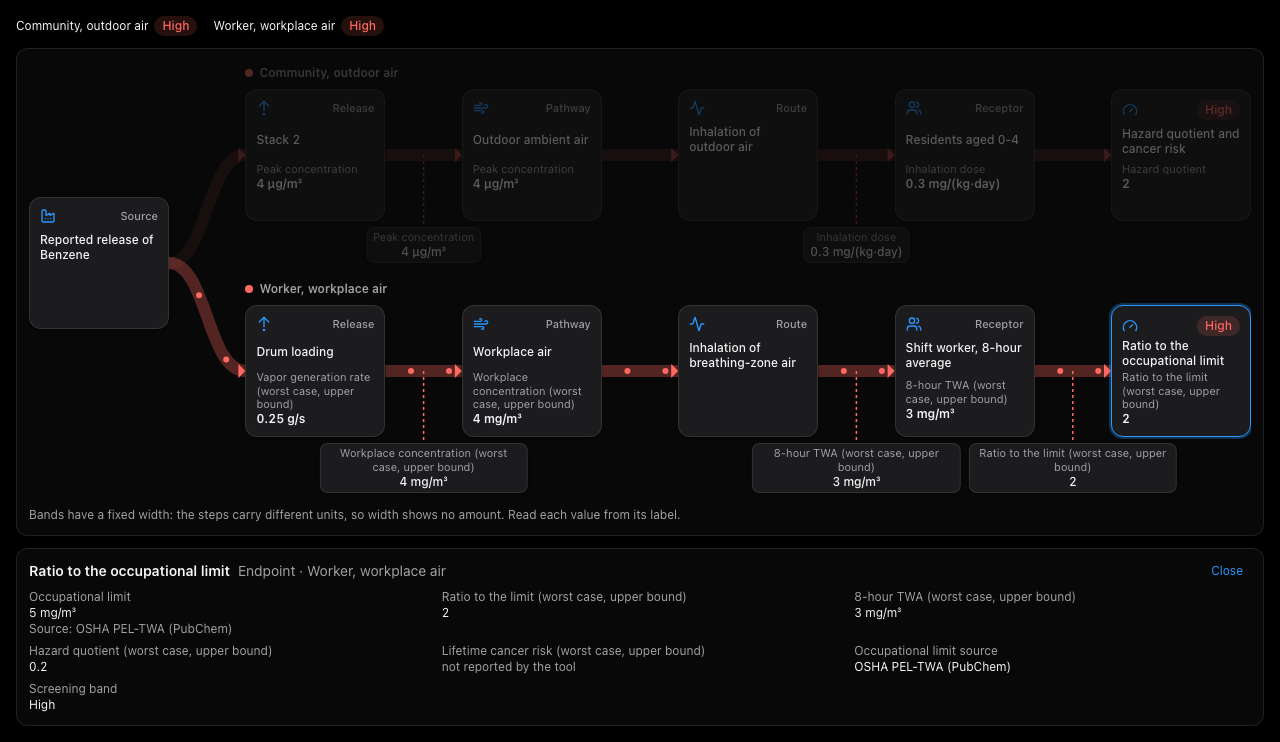 Community, outdoor air High Worker, workplace air High
Community, outdoor air
Release
Stack 2
Peak concentration
4 µg/m³
Pathway
Outdoor ambient air
Peak concentration
4 µg/m³
Route
Inhalation of
outdoor air
Receptor
Residents aged 0-4
Inhalation dose
0.3 mg/(kg·day)
High
Hazard quotient and
cancer risk
Hazard quotient
2
Peak concentration
4 µg/m³
Inhalation dose
0.3 mg/(kg·day)
Source
Reported release of
Benzene
Worker, workplace air
Release
Drum loading
Vapor generation rate
(worst case, upper
bound)
0.25 g/s
Pathway
Workplace air
Workplace
concentration (worst
case, upper bound)
4 mg/m³
Route
Inhalation of
breathing-zone air
Receptor
Shift worker, 8-hour
average
8-hour TWA (worst
case, upper bound)
3 mg/m³
High
Ratio to the
occupational limit
Ratio to the limit
(worst case, upper
bound)
2
Workplace concentration (worst
case, upper bound)
4 mg/m³
8-hour TWA (worst case, upper
bound)
3 mg/m³
Ratio to the limit (worst case, upper
bound)
2
Bands have a fixed width: the steps carry different units, so width shows no amount. Read each value from its label.
Ratio to the occupational limit Endpoint · Worker, workplace air Close
Occupational limit
5 mg/m³
Source: OSHA PEL-TWA (PubChem)
Ratio to the limit (worst case, upper bound)
2
8-hour TWA (worst case, upper bound)
3 mg/m³
Hazard quotient (worst case, upper bound)
0.2
Lifetime cancer risk (worst case, upper bound)
not reported by the tool
Occupational limit source
OSHA PEL-TWA (PubChem)
Screening band
High